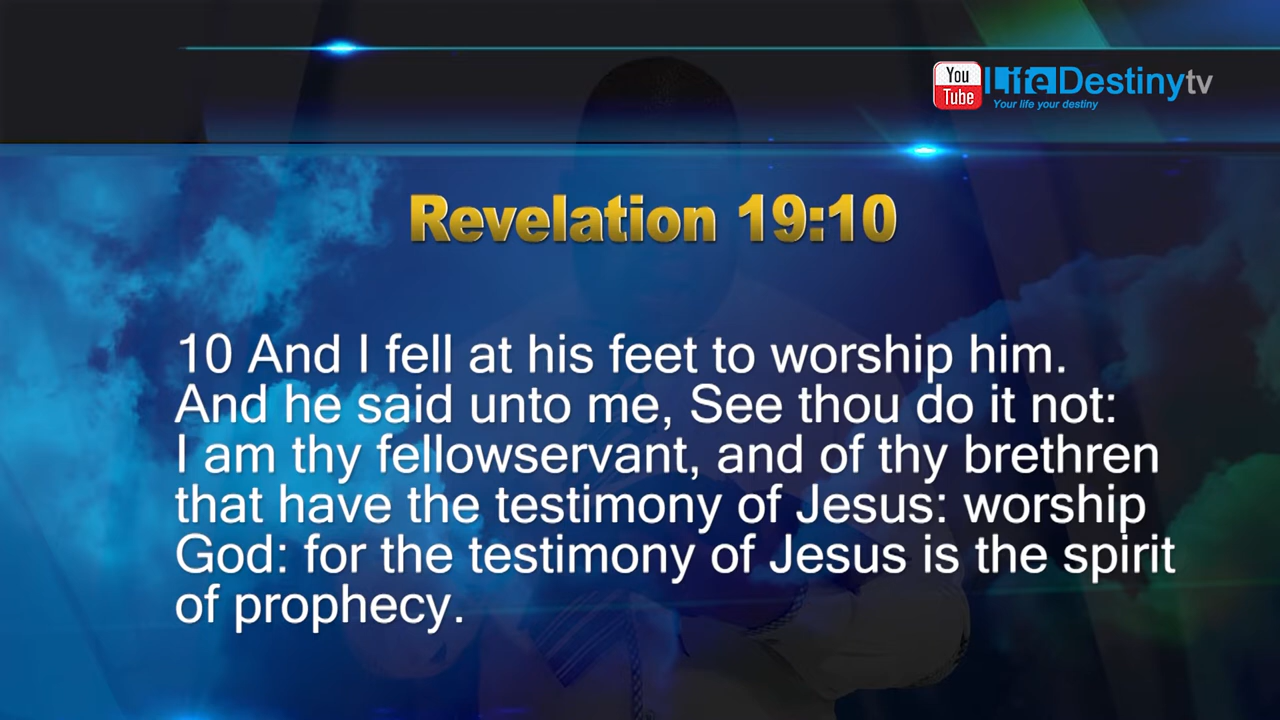 You
Tube
LifeDestinytv
Your life your destiny
Revelation 19:10
10 And I fell at his feet to worship him.
And he said unto me, See thou do it not:
I am thy fellowservant, and of thy brethren
that have the testimony of Jesus: worship
God: for the testimony of Jesus is the spirit
of prophecy.